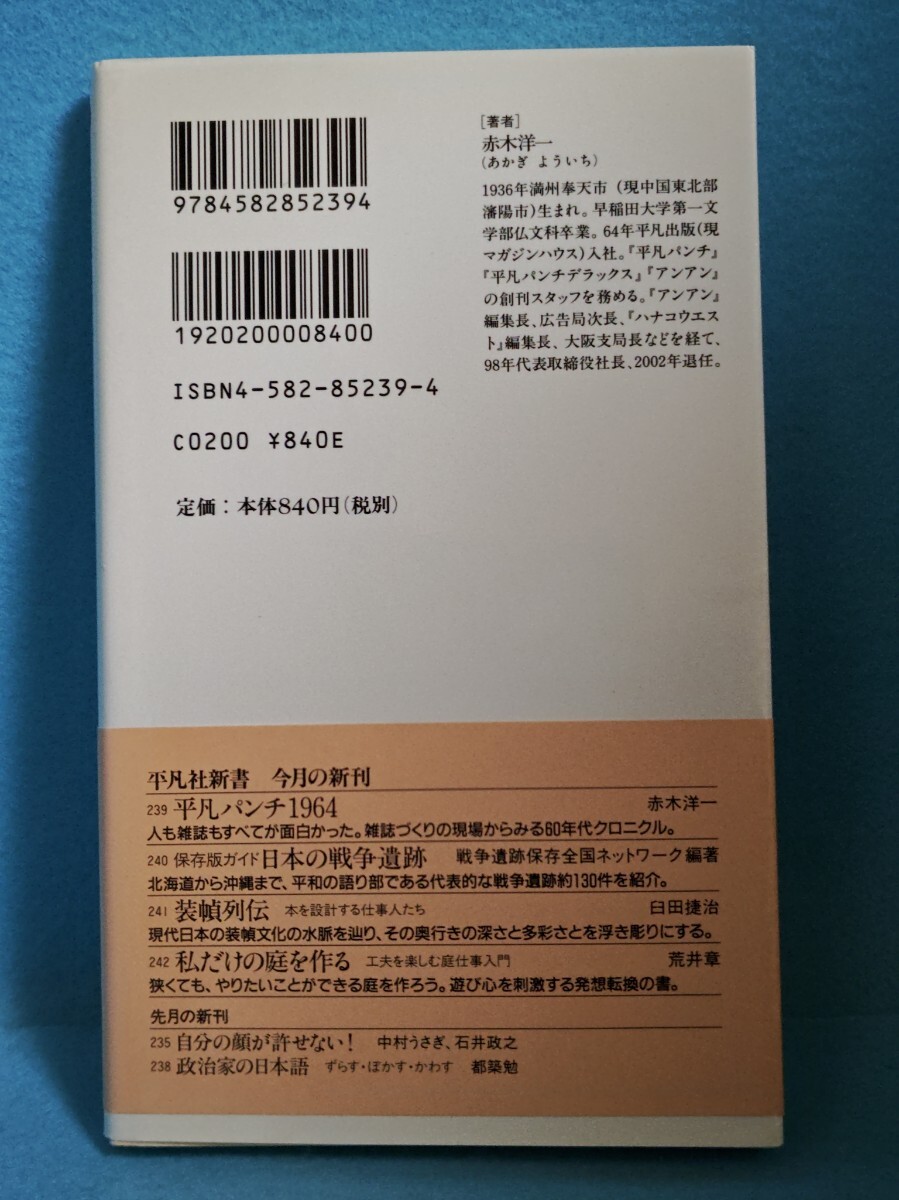 9784582852394
1920200008400
ISBN4-582-85239-4
C0200 ¥840E
定価：本体840円（税別）
［著者］
赤木洋一
（あかぎ よういち）
1936年満州奉天市（現中国東北部
瀋陽市）生まれ。早稲田大学第一文
学部仏文科卒業。64年平凡出版（現
マガジンハウス）入社。『平凡パンチ』
『平凡パンチデラックス』『アンアン』
の創刊スタッフを務める。『アンアン』
編集長、広告局次長、『ハナコウエス
ト』編集長、大阪支局長などを経て、
98年代表取締役社長、2002年退任。
平凡社新書 今月の新刊
239 平凡パンチ1964 赤木洋一
人も雑誌もすべてが面白かった。雑誌づくりの現場からみる60年代クロニクル。
240 保存版ガイド 日本の戦争遺跡 戦争遺跡保存全国ネットワーク編著
北海道から沖縄まで、平和の語り部である代表的な戦争遺跡約130件を紹介。
241 装幀列伝 本を設計する仕事人たち 臼田捷治
現代日本の装幀文化の水脈を辿り、その奥行きの深さと多彩さとを浮き彫りにする。
242 私だけの庭を作る 工夫を楽しむ庭仕事入門 荒井章
狭くても、やりたいことができる庭を作ろう。遊び心を刺激する発想転換の書。
先月の新刊
235 自分の顔が許せない！ 中村うさぎ、石井政之
238 政治家の日本語 ずらす・ぼかす・かわす 都築勉